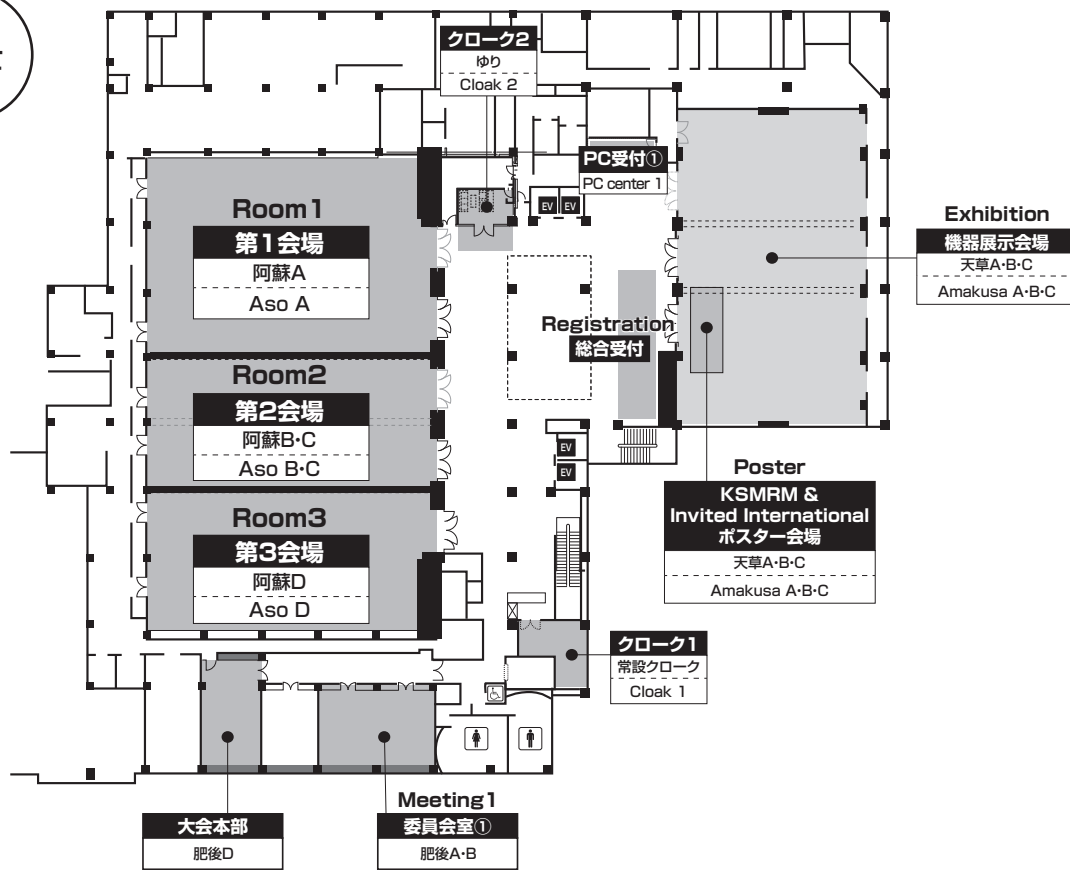 クローク2
ゆり
Cloak 2
PC受付①
PC center 1
EV EV
Room1
第1会場
阿蘇A
Aso A
Exhibition
機器展示会場
天草A・B・C
Amakusa A・B・C
Registration
総合受付
Room2
第2会場
阿蘇B・C
Aso B・C
EV
EV
Poster
KSMRM &
Invited International
ポスター会場
天草A・B・C
Amakusa A・B・C
Room3
第3会場
阿蘇D
Aso D
クローク1
常設クローク
Cloak 1
大会本部
肥後D
Meeting1
委員会室①
肥後A・B